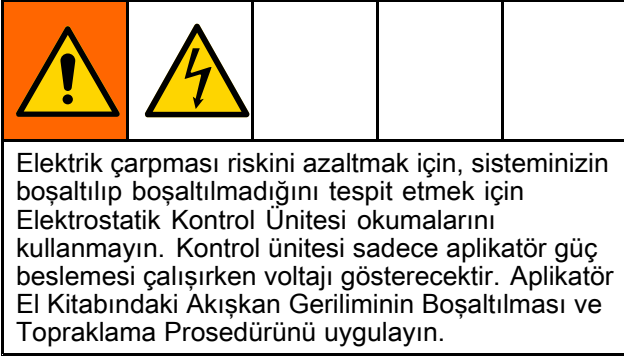 Elektrik çarpması riskini azaltmak için, sisteminizin
boşaltılıp boşaltılmadığını tespit etmek için
Elektrostatik Kontrol Ünitesi okumalarını
kullanmayın. Kontrol ünitesi sadece aplikatör güç
beslemesi çalışırken voltajı gösterecektir. Aplikatör
El Kitabındaki Akışkan Geriliminin Boşaltılması ve
Topraklama Prosedürünü uygulayın.